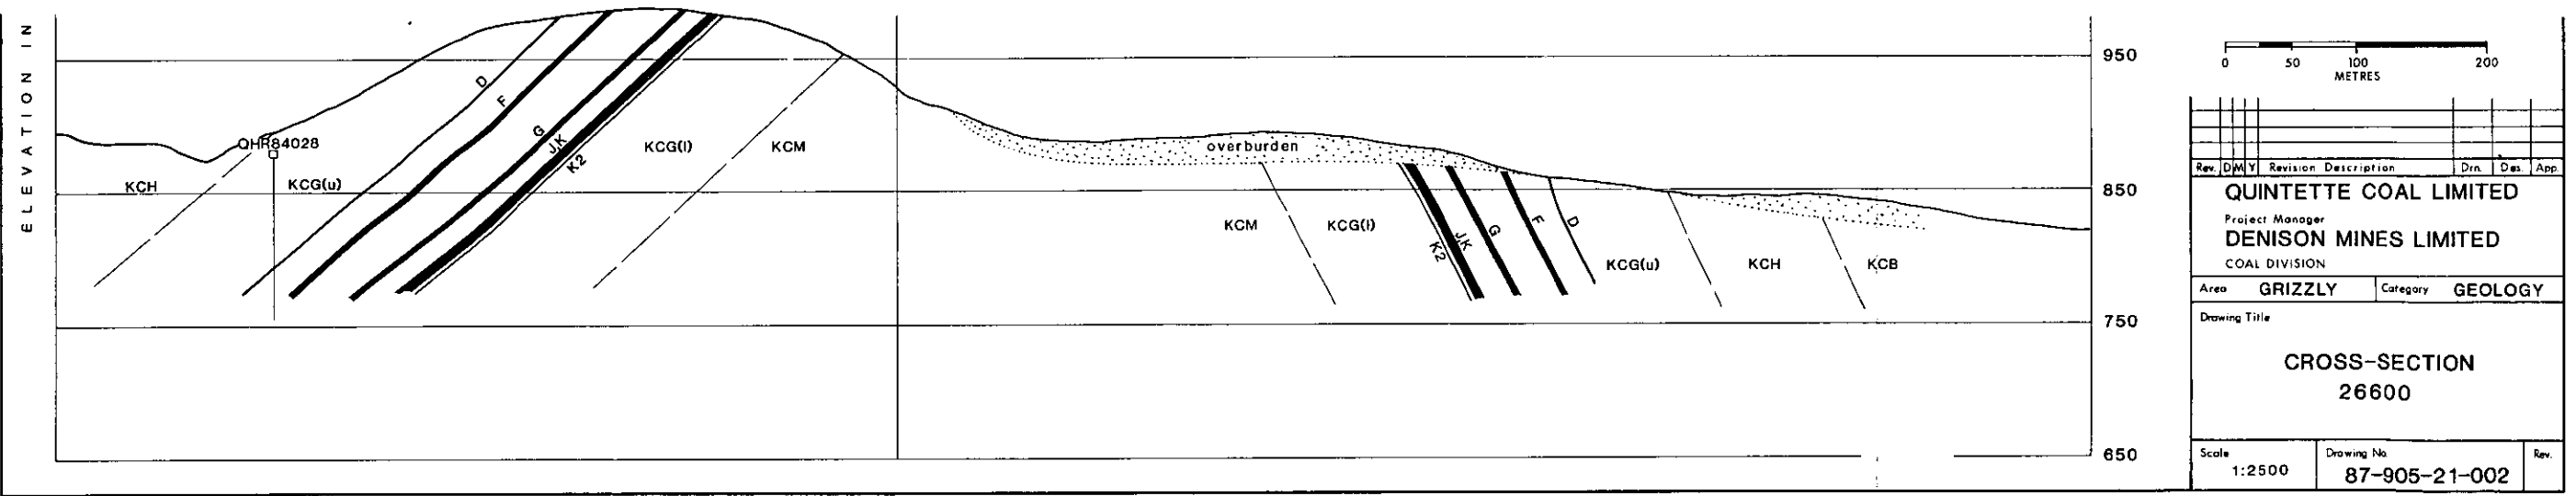 ELEVATION IN
950
850
750
650
QHR84028
KCH
KCG(u)
D
F
G
J,K
K2
KCG(l)
KCM
overburden
KCM
KCG(l)
K2
J,K
G
F
D
KCG(u)
KCH
KCB
0 50 100 200
METRES
Rev. D M Y Revision Description Drn. Des. App.
QUINTETTE COAL LIMITED
Project Manager
DENISON MINES LIMITED
COAL DIVISION
Area GRIZZLY Category GEOLOGY
Drawing Title
CROSS-SECTION
26600
Scale 1:2500 Drawing No. 87-905-21-002 Rev.